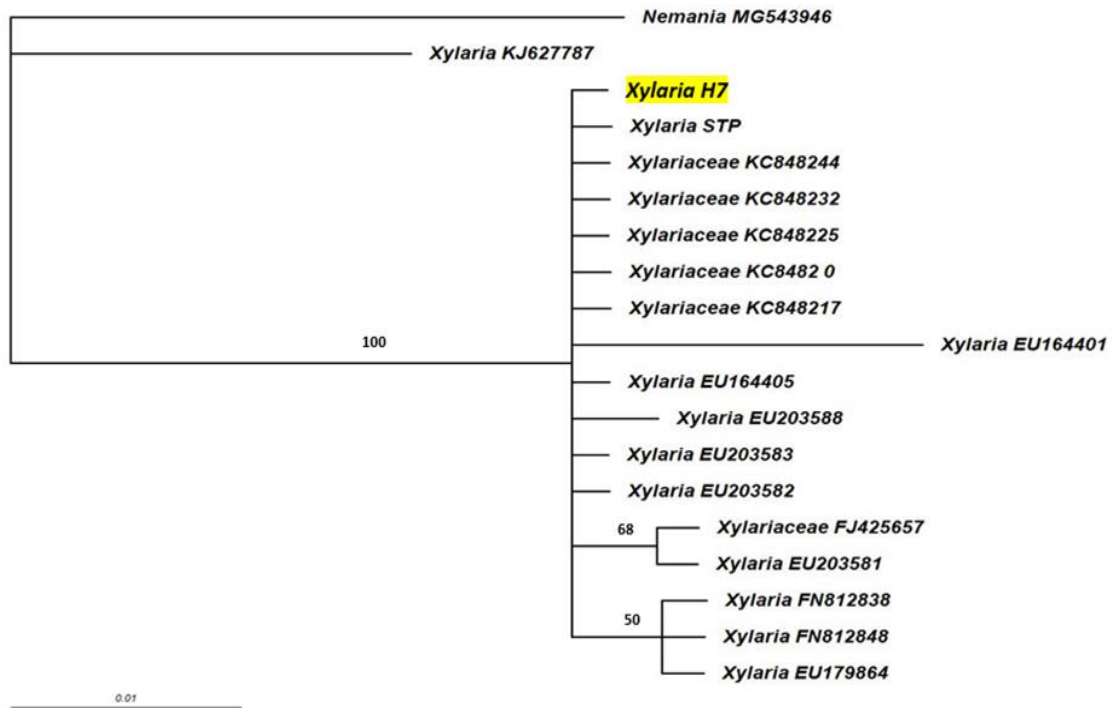 Nemania MG543946
Xylaria KJ627787
Xylaria H7
Xylaria STP
Xylariaceae KC848244
Xylariaceae KC848232
Xylariaceae KC848225
Xylariaceae KC8482 0
Xylariaceae KC848217
100
Xylaria EU164401
Xylaria EU164405
Xylaria EU203588
Xylaria EU203583
Xylaria EU203582
68
Xylariaceae FJ425657
Xylaria EU203581
Xylaria FN812838
50
Xylaria FN812848
Xylaria EU179864
0.01